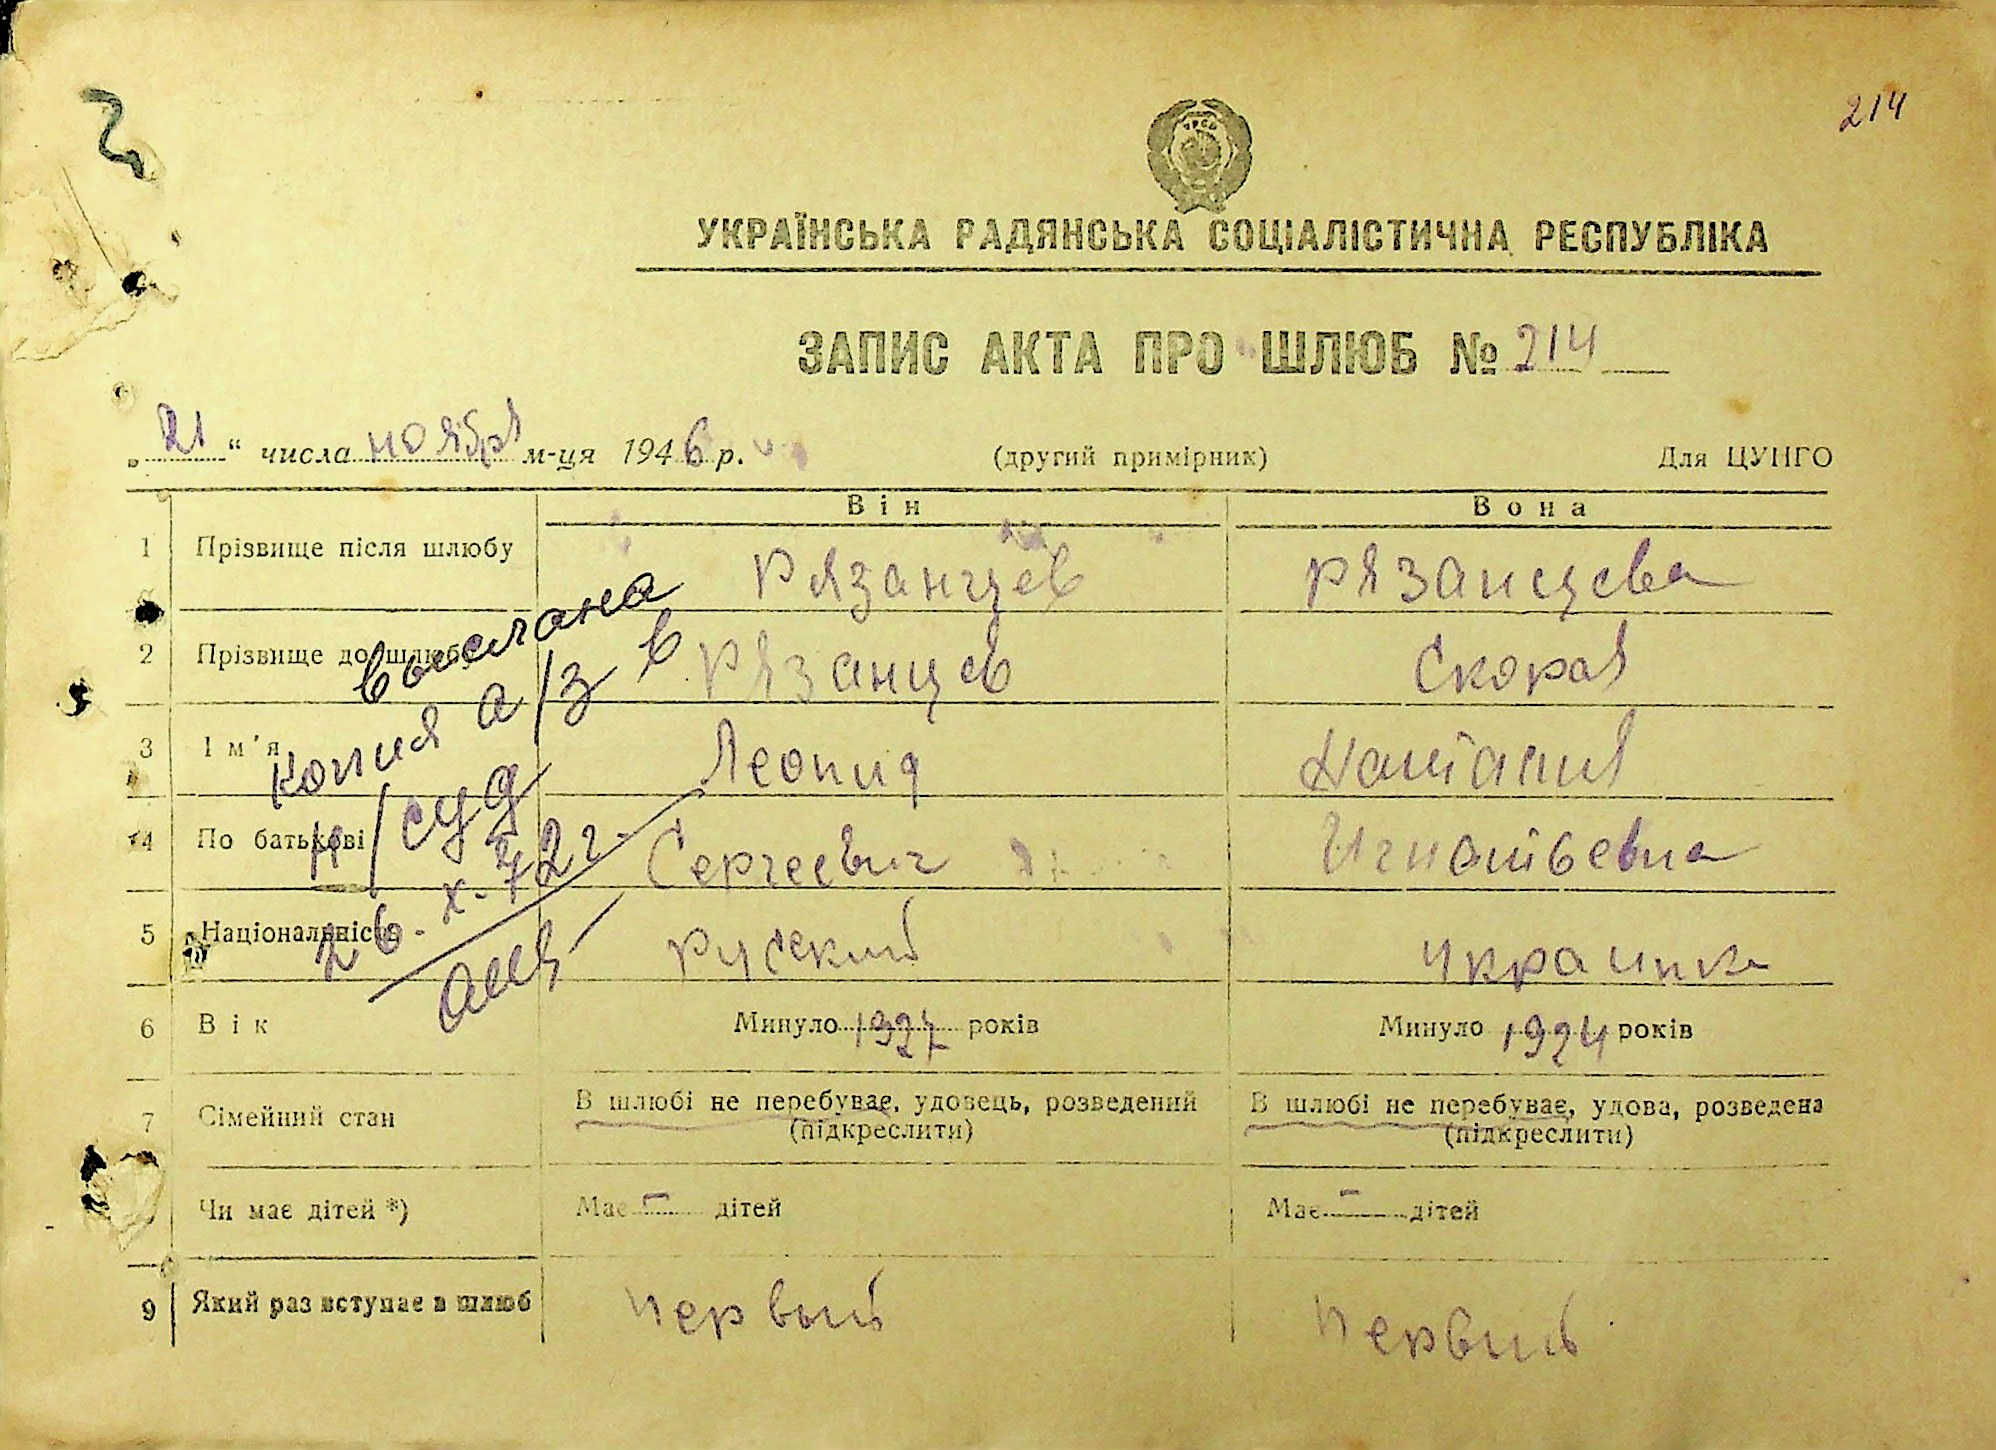 214
УРСР
УКРАЇНСЬКА РАДЯНСЬКА СОЦІАЛІСТИЧНА РЕСПУБЛІКА
ЗАПИС АКТА ПРО ШЛЮБ № 214
„21“ числа ноября м-ця 1946 р. (другий примірник) Для ЦУНГО
Він Вона
1 Прізвище після шлюбу Рязанцев Рязанцева
2 Прізвище до шлюбу Рязанцев Скорая
3 Ім'я Леонид Наталия
4 По батькові Сергеевич Игнатьевна
5 Національність русский украинка
6 Вік Минуло 1927 років Минуло 1924 років
7 Сімейний стан В шлюбі не перебуває, удовець, розведений В шлюбі не перебуває, удова, розведена
(підкреслити) (підкреслити)
Чи має дітей *) Має – дітей Має – дітей
9 Який раз вступає в шлюб первый первый
выслана
копия а/з в
н/суд
26.X.72 г.